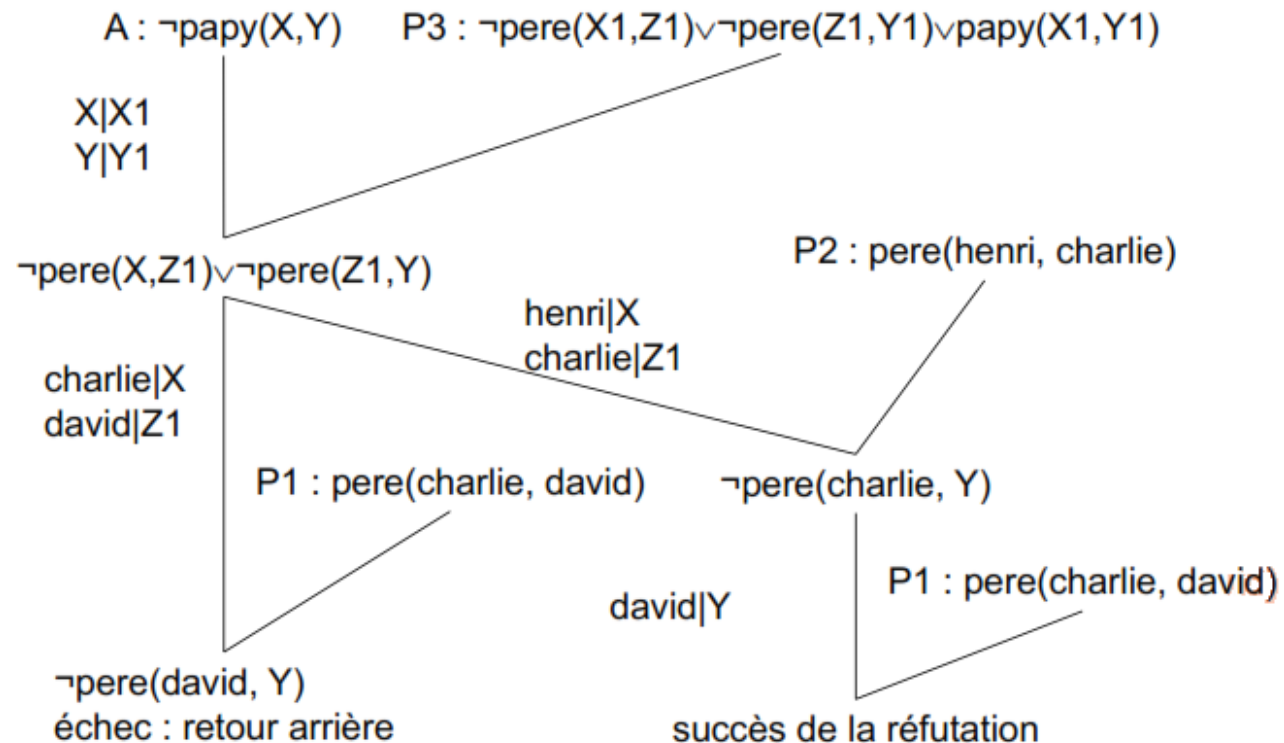 A : ¬papy(X,Y)
P3 : ¬pere(X1,Z1)∨¬pere(Z1,Y1)∨papy(X1,Y1)
X|X1
Y|Y1
¬pere(X,Z1)∨¬pere(Z1,Y)
P2 : pere(henri, charlie)
henri|X
charlie|Z1
charlie|X
david|Z1
P1 : pere(charlie, david)
¬pere(charlie, Y)
david|Y
P1 : pere(charlie, david)
¬pere(david, Y)
échec : retour arrière
succès de la réfutation